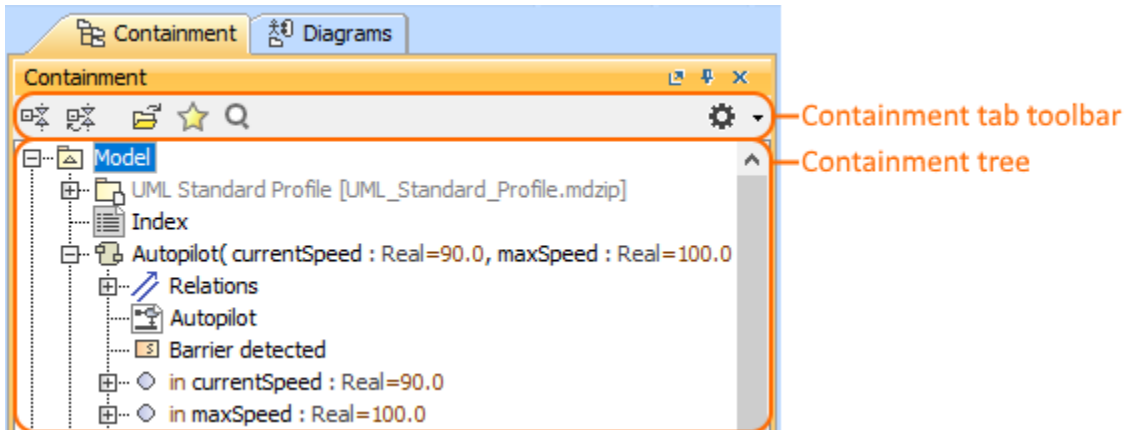 Containment Diagrams
Containment
Containment tab toolbar
Model
Containment tree
UML Standard Profile [UML_Standard_Profile.mdzip]
Index
Autopilot( currentSpeed : Real=90.0, maxSpeed : Real=100.0
Relations
Autopilot
Barrier detected
in currentSpeed : Real=90.0
in maxSpeed : Real=100.0